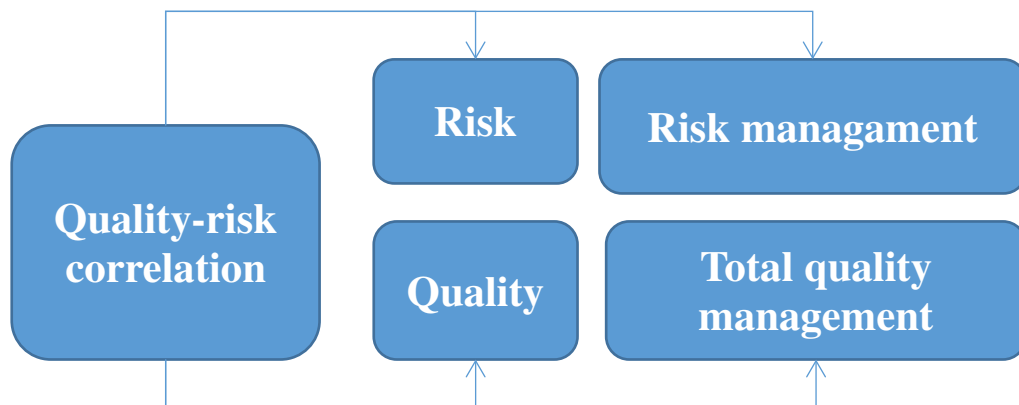 Risk
Risk managament
Quality-risk
correlation
Quality
Total quality
management